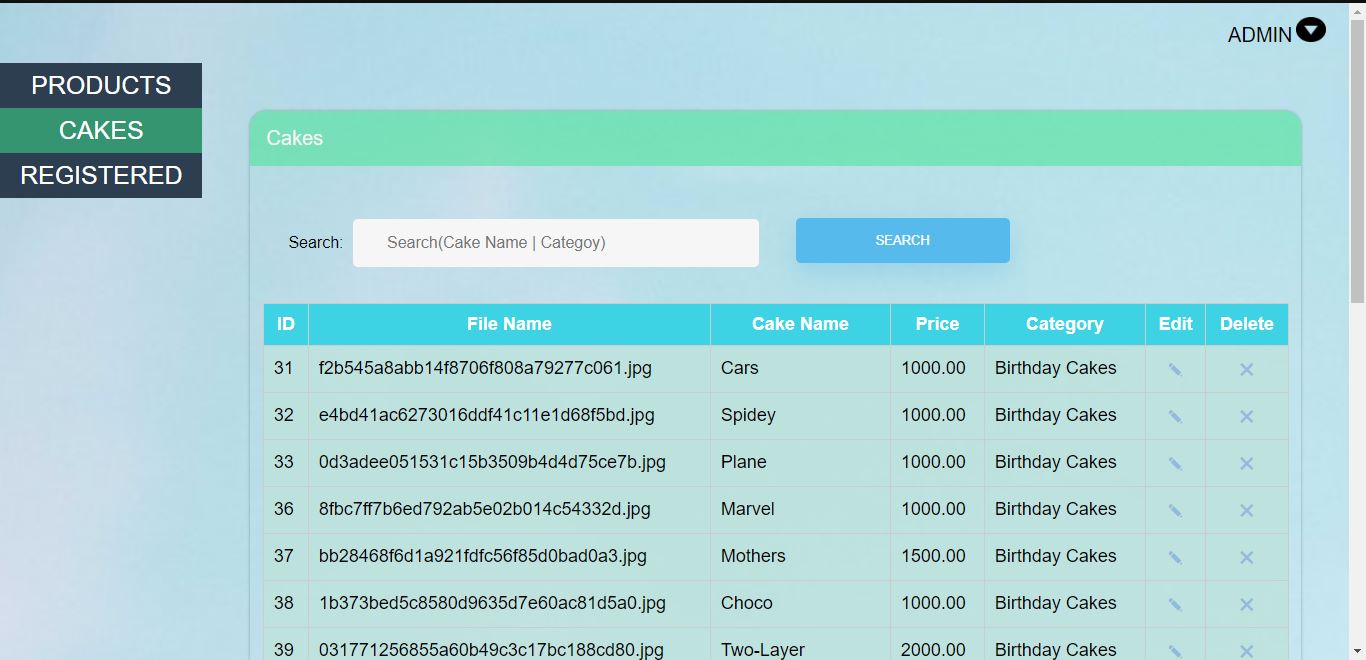 ADMIN
PRODUCTS
CAKES
REGISTERED
Cakes
Search: Search(Cake Name | Categoy) SEARCH
ID File Name Cake Name Price Category Edit Delete
31 f2b545a8abb14f8706f808a79277c061.jpg Cars 1000.00 Birthday Cakes
32 e4bd41ac6273016ddf41c11e1d68f5bd.jpg Spidey 1000.00 Birthday Cakes
33 0d3adee051531c15b3509b4d4d75ce7b.jpg Plane 1000.00 Birthday Cakes
36 8fbc7ff7b6ed792ab5e02b014c54332d.jpg Marvel 1000.00 Birthday Cakes
37 bb28468f6d1a921fdfc56f85d0bad0a3.jpg Mothers 1500.00 Birthday Cakes
38 1b373bed5c8580d9635d7e60ac81d5a0.jpg Choco 1000.00 Birthday Cakes
39 031771256855a60b49c3c17bc188cd80.jpg Two-Layer 2000.00 Birthday Cakes